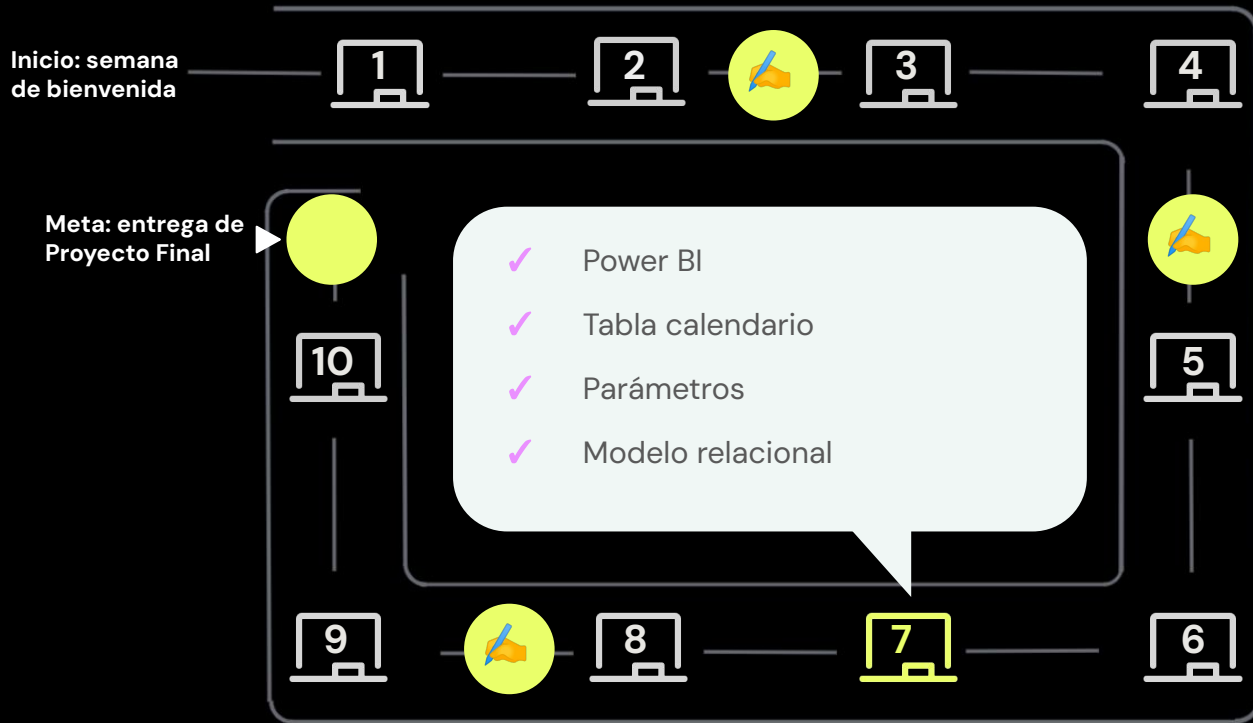 Inicio: semana
de bienvenida
1
2
3
4
Meta: entrega de
Proyecto Final
✓ Power BI
✓ Tabla calendario
✓ Parámetros
✓ Modelo relacional
10
5
9
8
7
6